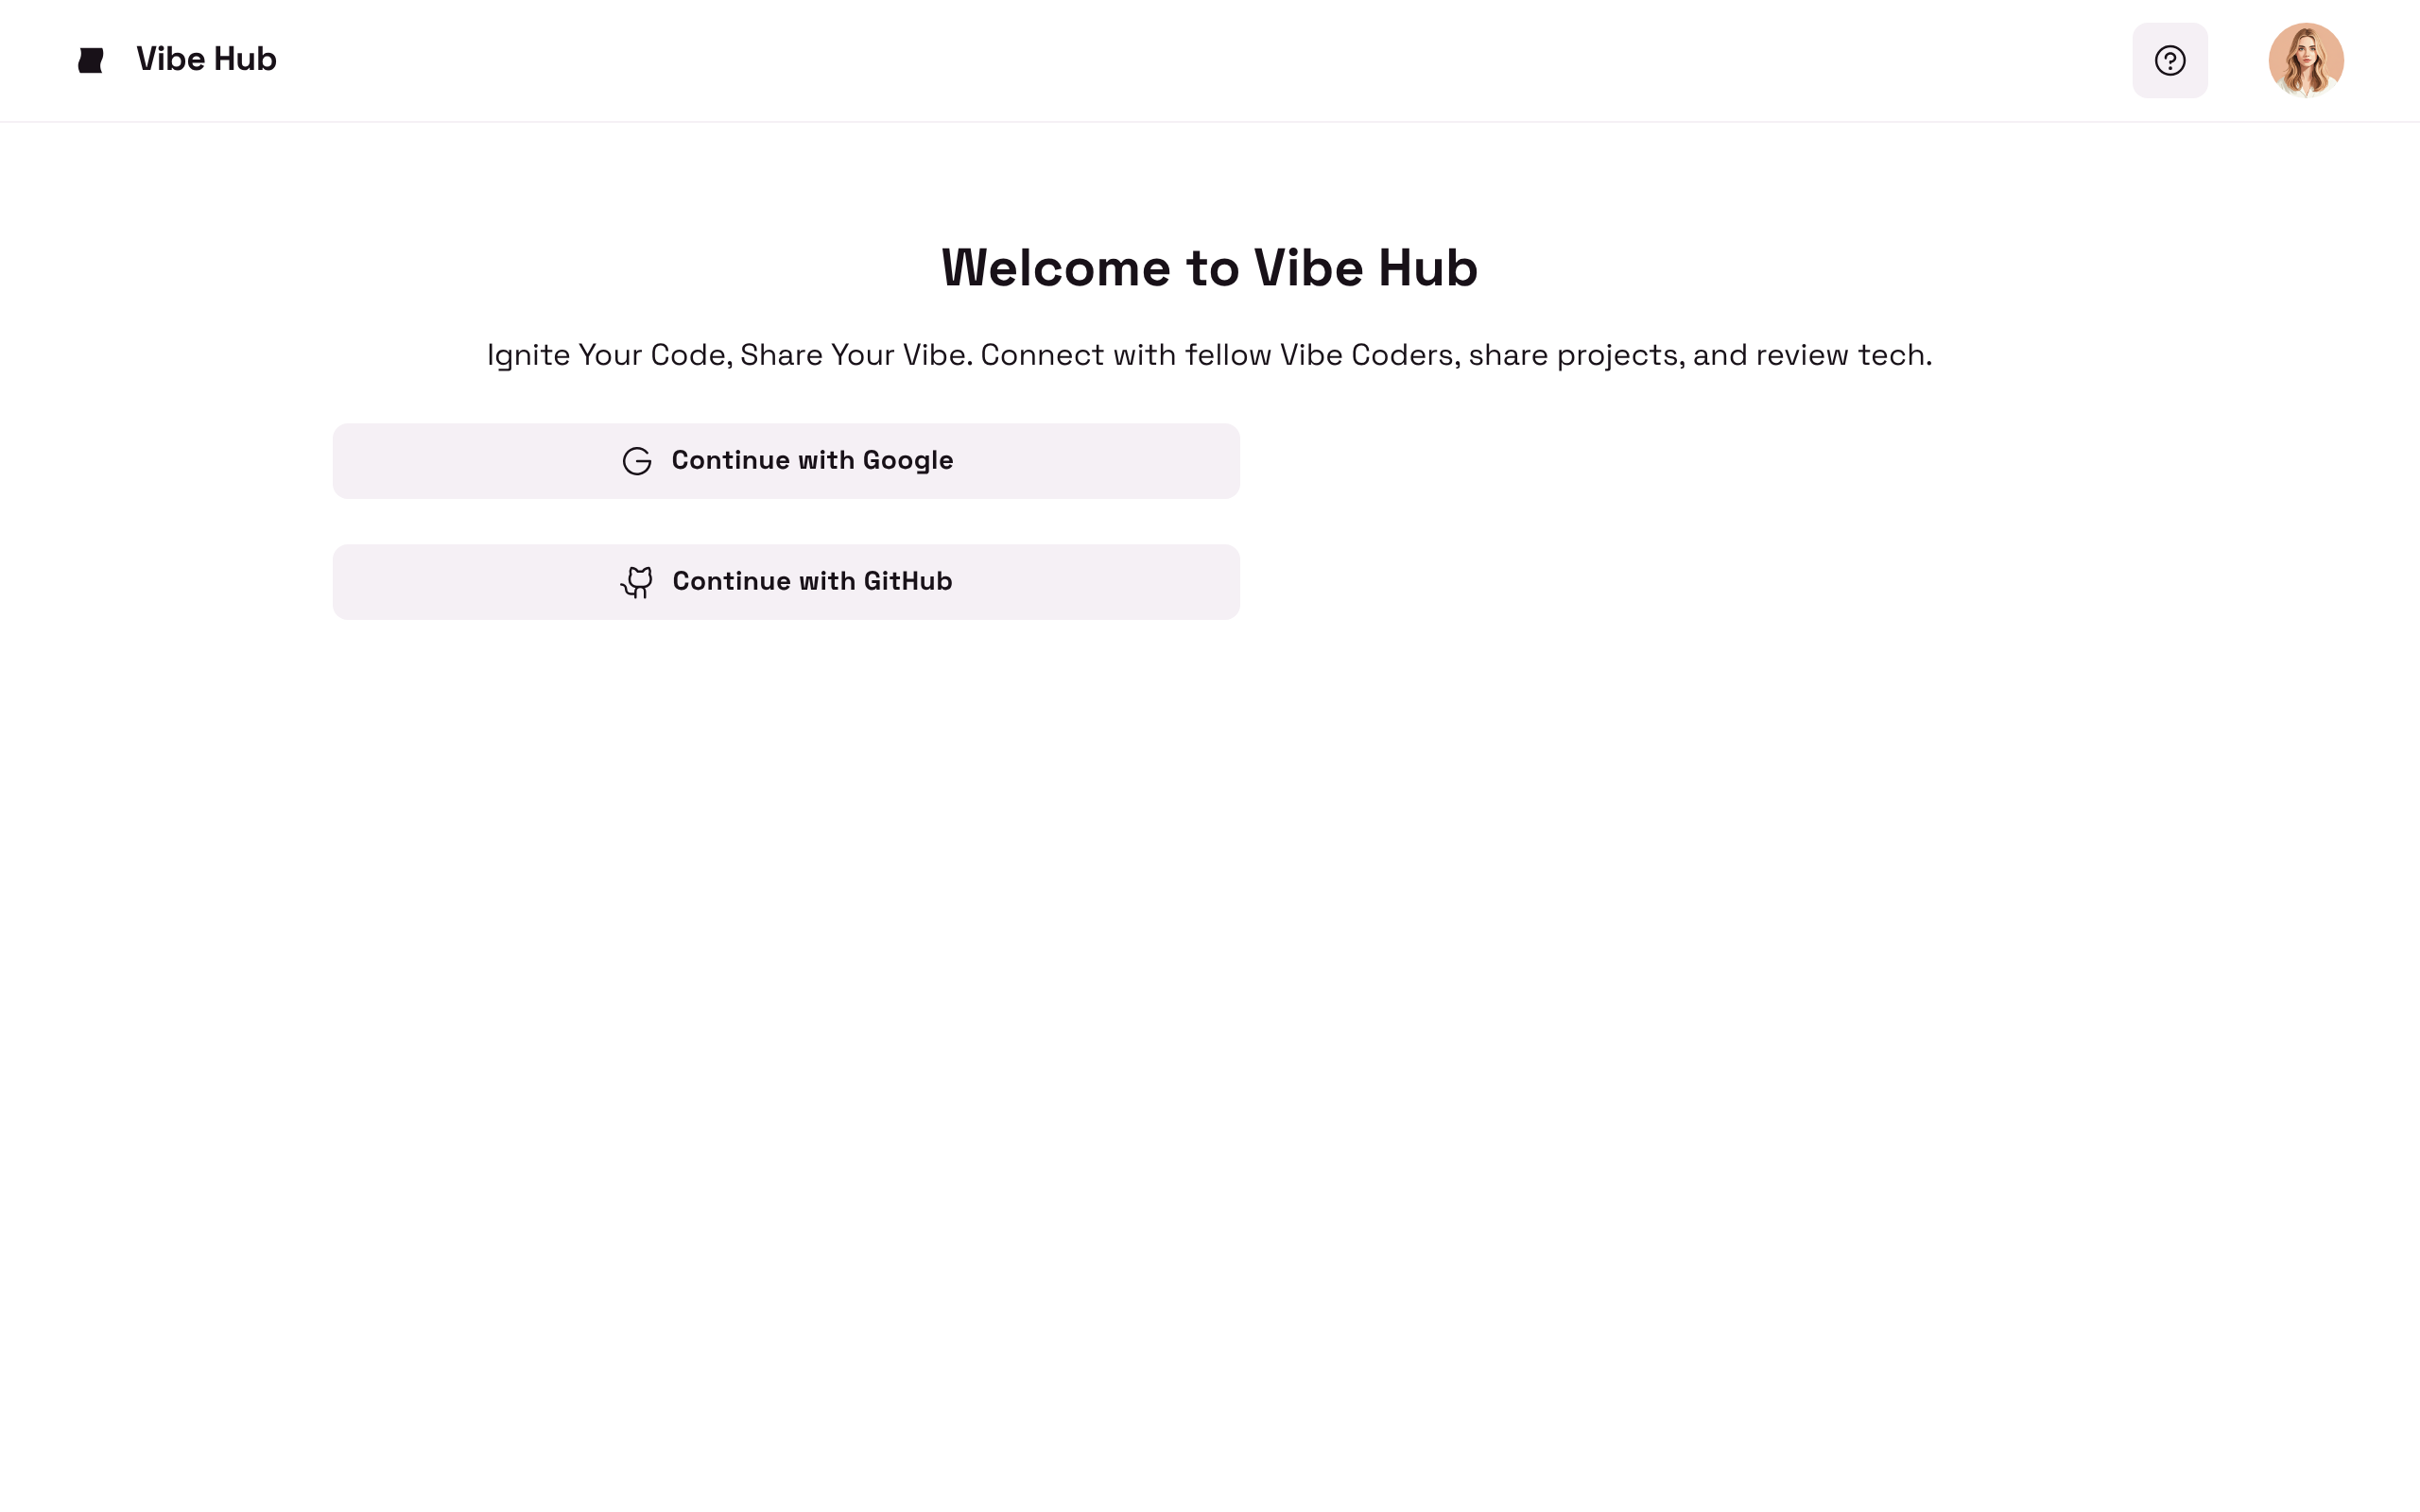 Vibe Hub
Welcome to Vibe Hub
Ignite Your Code, Share Your Vibe. Connect with fellow Vibe Coders, share projects, and review tech.
Continue with Google
Continue with GitHub